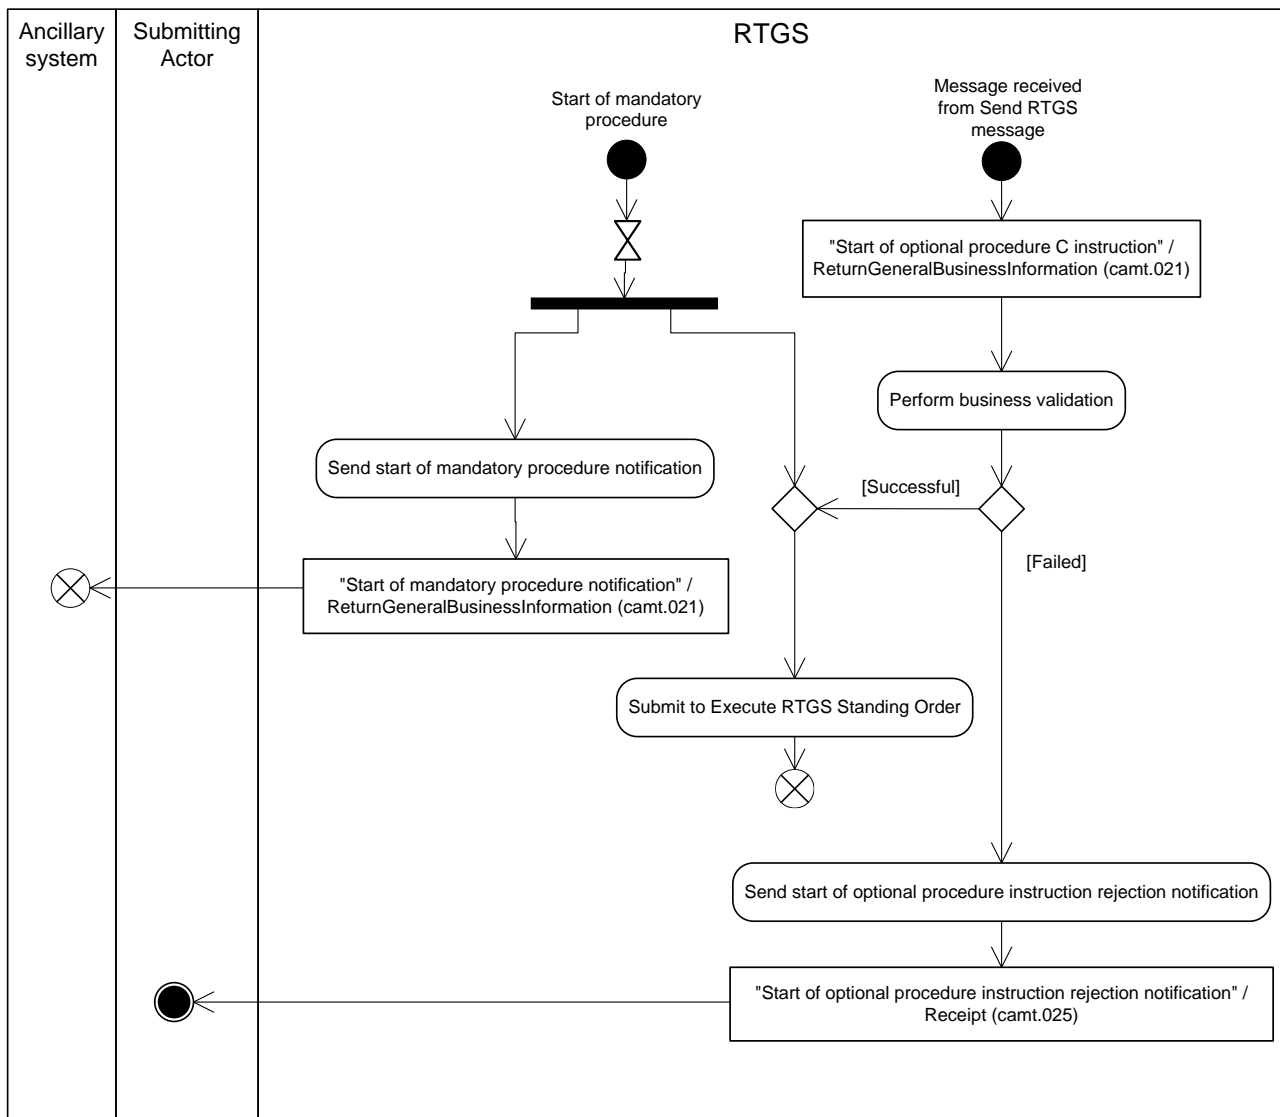 Ancillary
system
Submitting
Actor
RTGS
Start of mandatory
procedure
Message received
from Send RTGS
message
"Start of optional procedure C instruction" /
ReturnGeneralBusinessInformation (camt.021)
Perform business validation
Send start of mandatory procedure notification
[Successful]
[Failed]
"Start of mandatory procedure notification" /
ReturnGeneralBusinessInformation (camt.021)
Submit to Execute RTGS Standing Order
Send start of optional procedure instruction rejection notification
"Start of optional procedure instruction rejection notification" /
Receipt (camt.025)